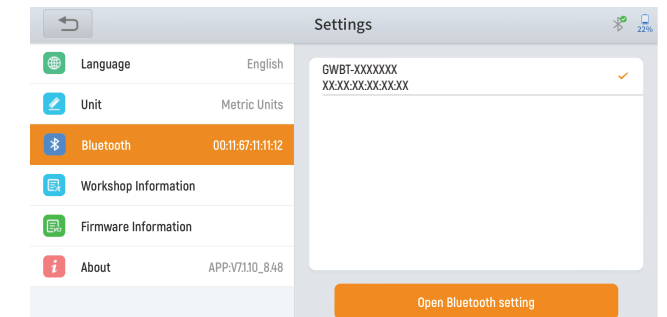 Settings
22%
Language English
Unit Metric Units
Bluetooth 00:11:67:11:11:12
Workshop Information
Firmware Information
About APP:V7.1.10_8.48
GWBT-XXXXXXX
XX:XX:XX:XX:XX:XX
Open Bluetooth setting